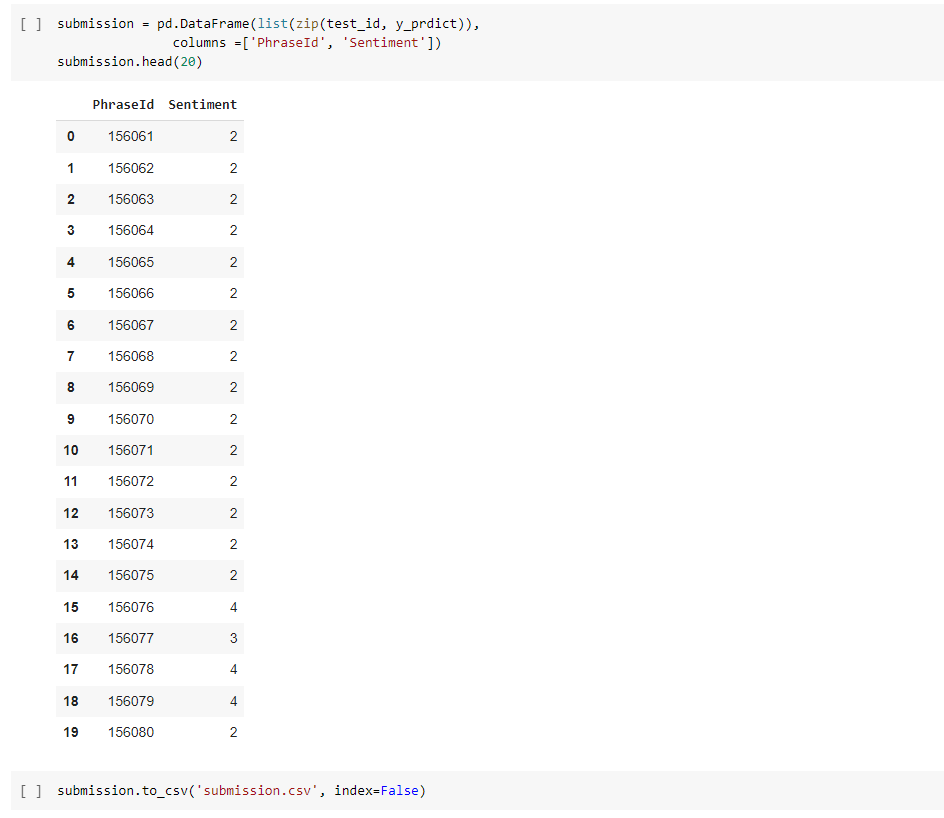 [ ] submission = pd.DataFrame(list(zip(test_id, y_prdict)),
columns =['PhraseId', 'Sentiment'])
submission.head(20)
PhraseId Sentiment
0 156061 2
1 156062 2
2 156063 2
3 156064 2
4 156065 2
5 156066 2
6 156067 2
7 156068 2
8 156069 2
9 156070 2
10 156071 2
11 156072 2
12 156073 2
13 156074 2
14 156075 2
15 156076 4
16 156077 3
17 156078 4
18 156079 4
19 156080 2
[ ] submission.to_csv('submission.csv', index=False)